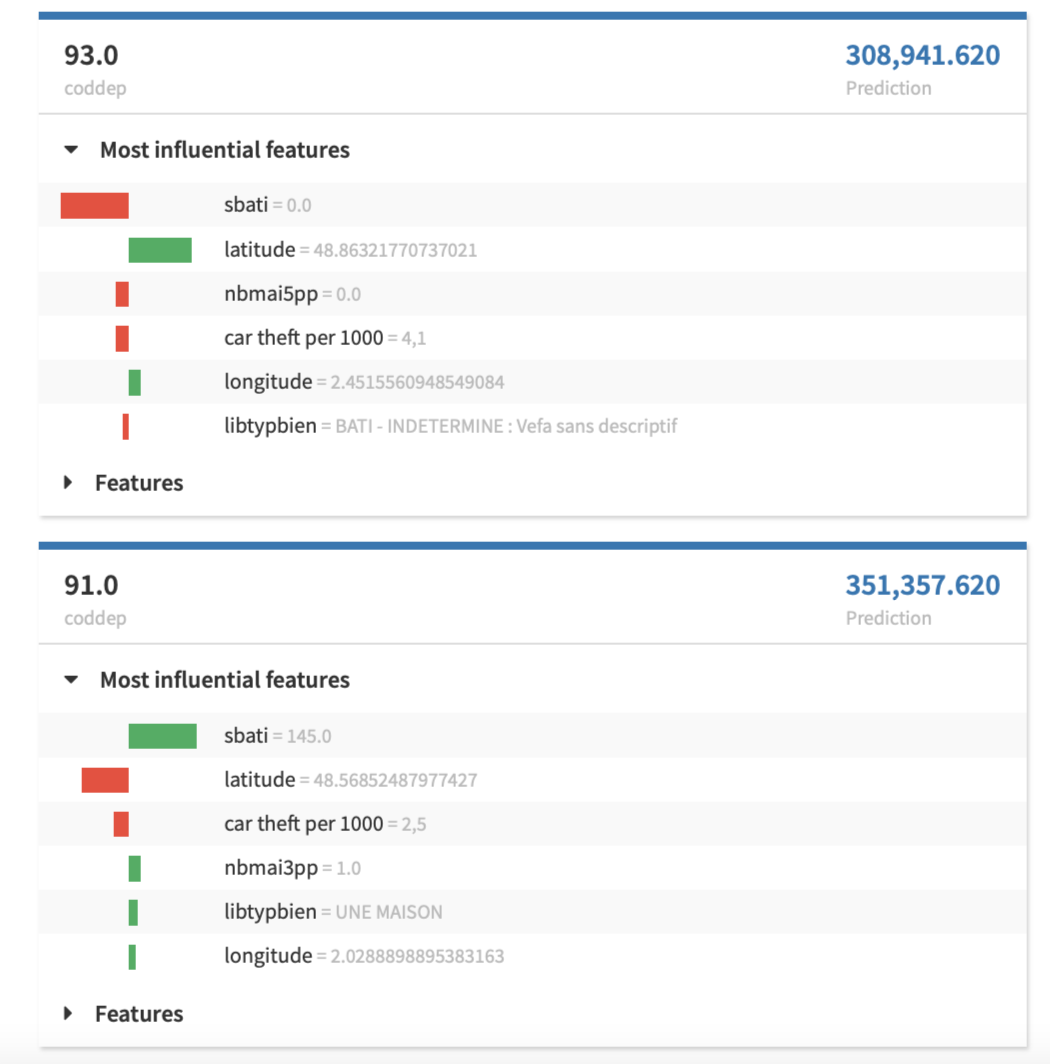 93.0
308,941.620
coddep
Prediction
Most influential features
sbati = 0.0
latitude = 48.86321770737021
nbmai5pp = 0.0
car theft per 1000 = 4,1
longitude = 2.4515560948549084
libtypbien = BATI - INDETERMINE : Vefa sans descriptif
Features
91.0
351,357.620
coddep
Prediction
Most influential features
sbati = 145.0
latitude = 48.56852487977427
car theft per 1000 = 2,5
nbmai3pp = 1.0
libtypbien = UNE MAISON
longitude = 2.0288898895383163
Features